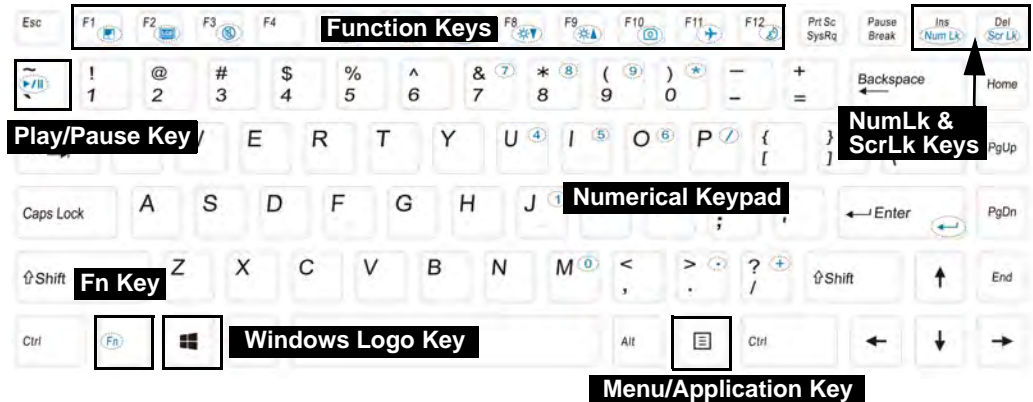 Esc F1 F2 F3 F4 Function Keys F8 F9 F10 F11 F12 Prt Sc SysRq Pause Break Ins Num Lk Del Scr Lk
~ ` ! 1 @ 2 # 3 $ 4 % 5 ^ 6 & 7 7 * 8 8 ( 9 9 ) 0 * — - + = Backspace Home
Play/Pause Key E R T Y U 4 I 5 O 6 P / { [ } ] NumLk & ScrLk Keys PgUp
Caps Lock A S D F G H J 1 Numerical Keypad ; ' Enter PgDn
Shift Fn Key Z X C V B N M 0 < , > . . ? / + Shift End
Ctrl Fn Windows Logo Key Alt Ctrl
Menu/Application Key